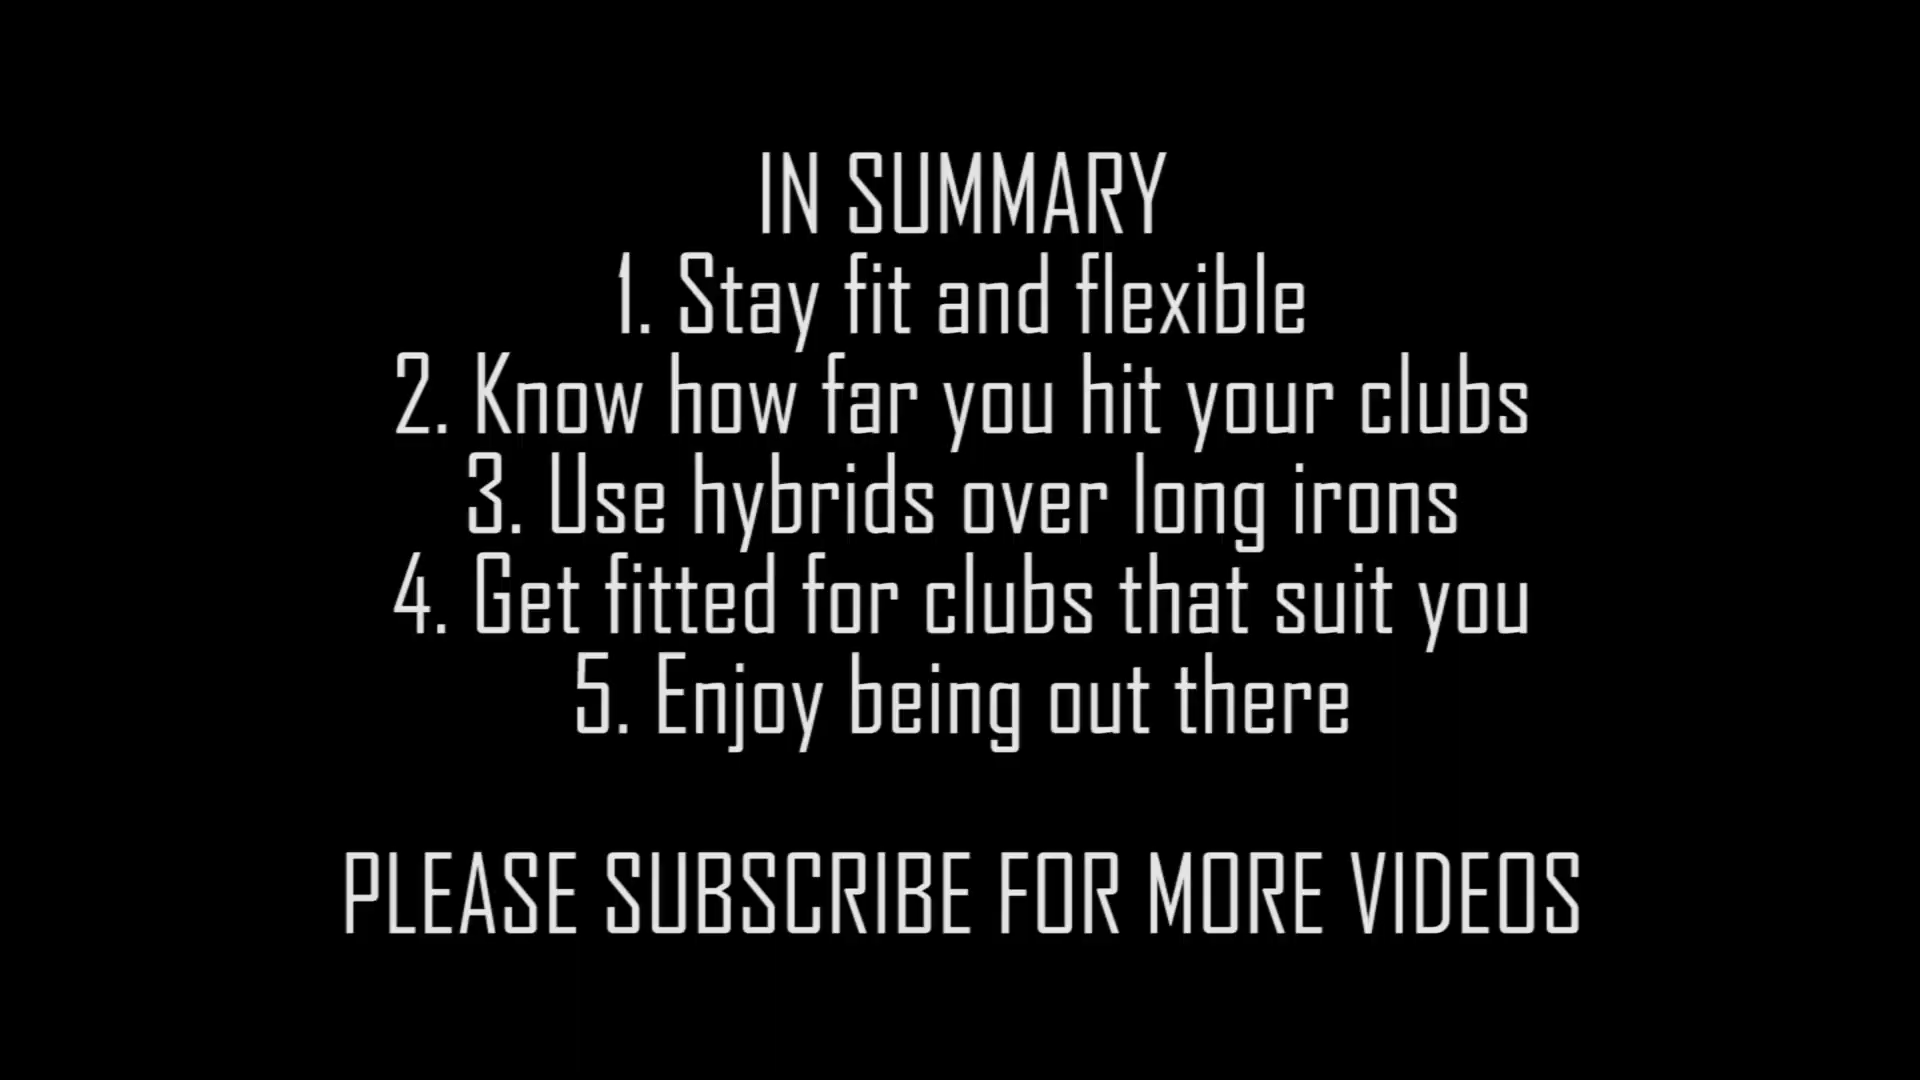 IN SUMMARY
1. Stay fit and flexible
2. Know how far you hit your clubs
3. Use hybrids over long irons
4. Get fitted for clubs that suit you
5. Enjoy being out there
PLEASE SUBSCRIBE FOR MORE VIDEOS